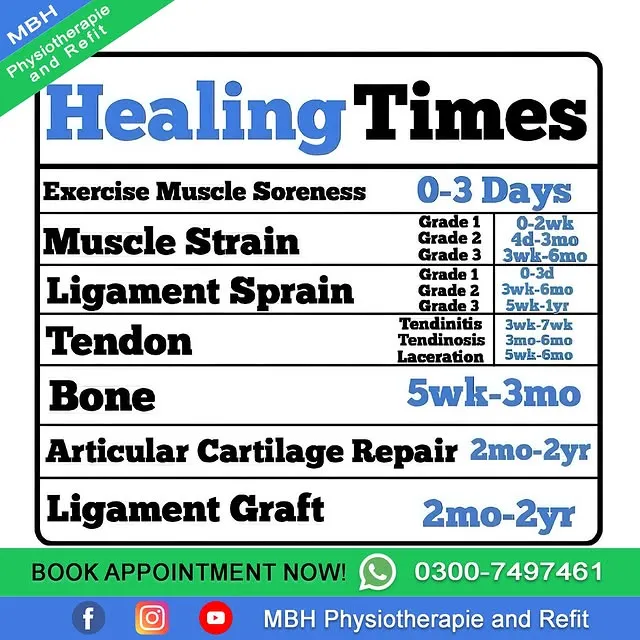 MBH
Physiotherapie
and Refit
Healing Times
Exercise Muscle Soreness 0-3 Days
Muscle Strain
Grade 1 0-2wk
Grade 2 4d-3mo
Grade 3 3wk-6mo
Ligament Sprain
Grade 1 0-3d
Grade 2 3wk-6mo
Grade 3 5wk-1yr
Tendon
Tendinitis 3wk-7wk
Tendinosis 3mo-6mo
Laceration 5wk-6mo
Bone 5wk-3mo
Articular Cartilage Repair 2mo-2yr
Ligament Graft 2mo-2yr
BOOK APPOINTMENT NOW! 0300-7497461
MBH Physiotherapie and Refit